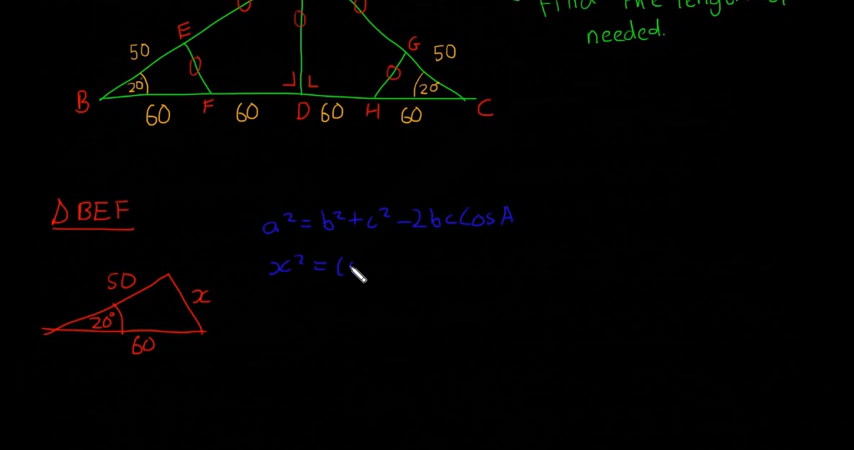 Find the length
needed.
E
50
20°
B
60
F
60
D
60
H
60
C
G
50
20°
ΔBEF
a² = b² + c² - 2bc Cos A
x² = (
50
x
20°
60